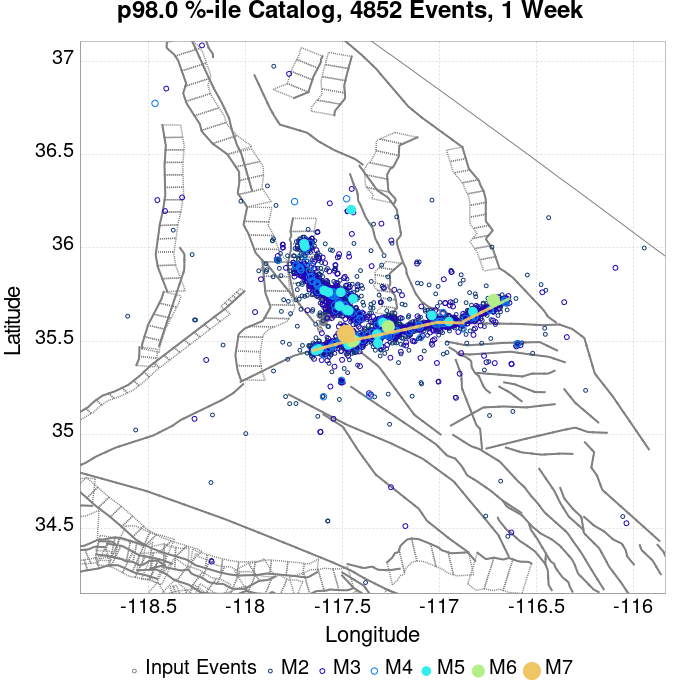 p98.0 %-ile Catalog, 4852 Events, 1 Week
37
36.5
36
35.5
35
34.5
Latitude
-118.5 -118 -117.5 -117 -116.5 -116
Longitude
Input Events M2 M3 M4 M5 M6 M7